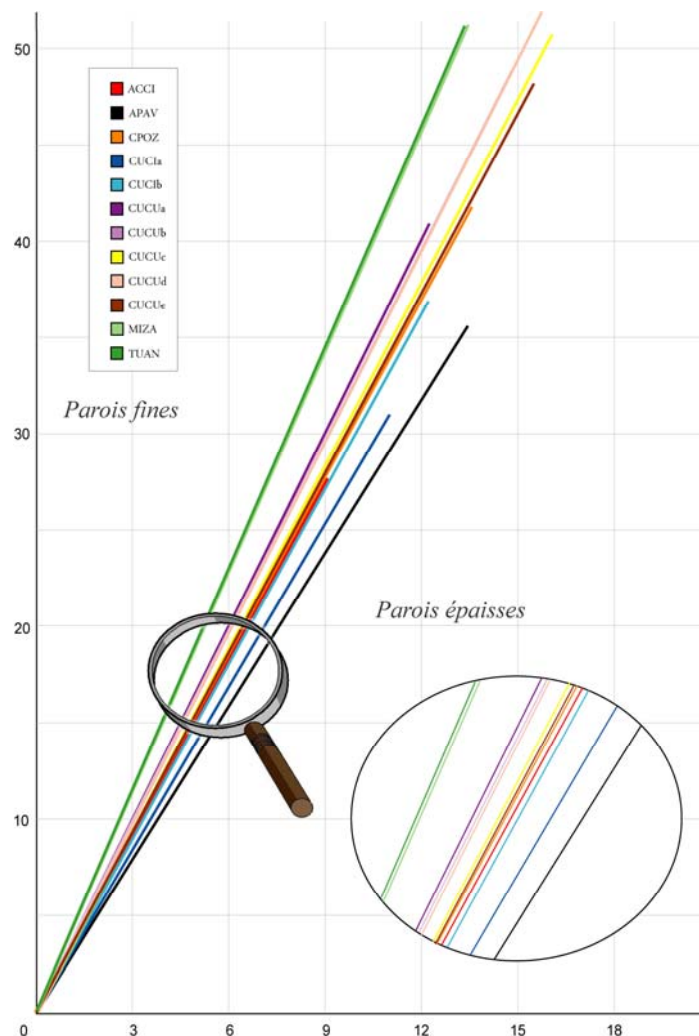 50
ACCI
APAV
CPOZ
CUCIa
CUCIb
CUCUa
CUCUb
CUCUc
CUCUd
CUCUe
MIZA
TUAN
40
Parois fines
30
20
Parois épaisses
10
0 3 6 9 12 15 18